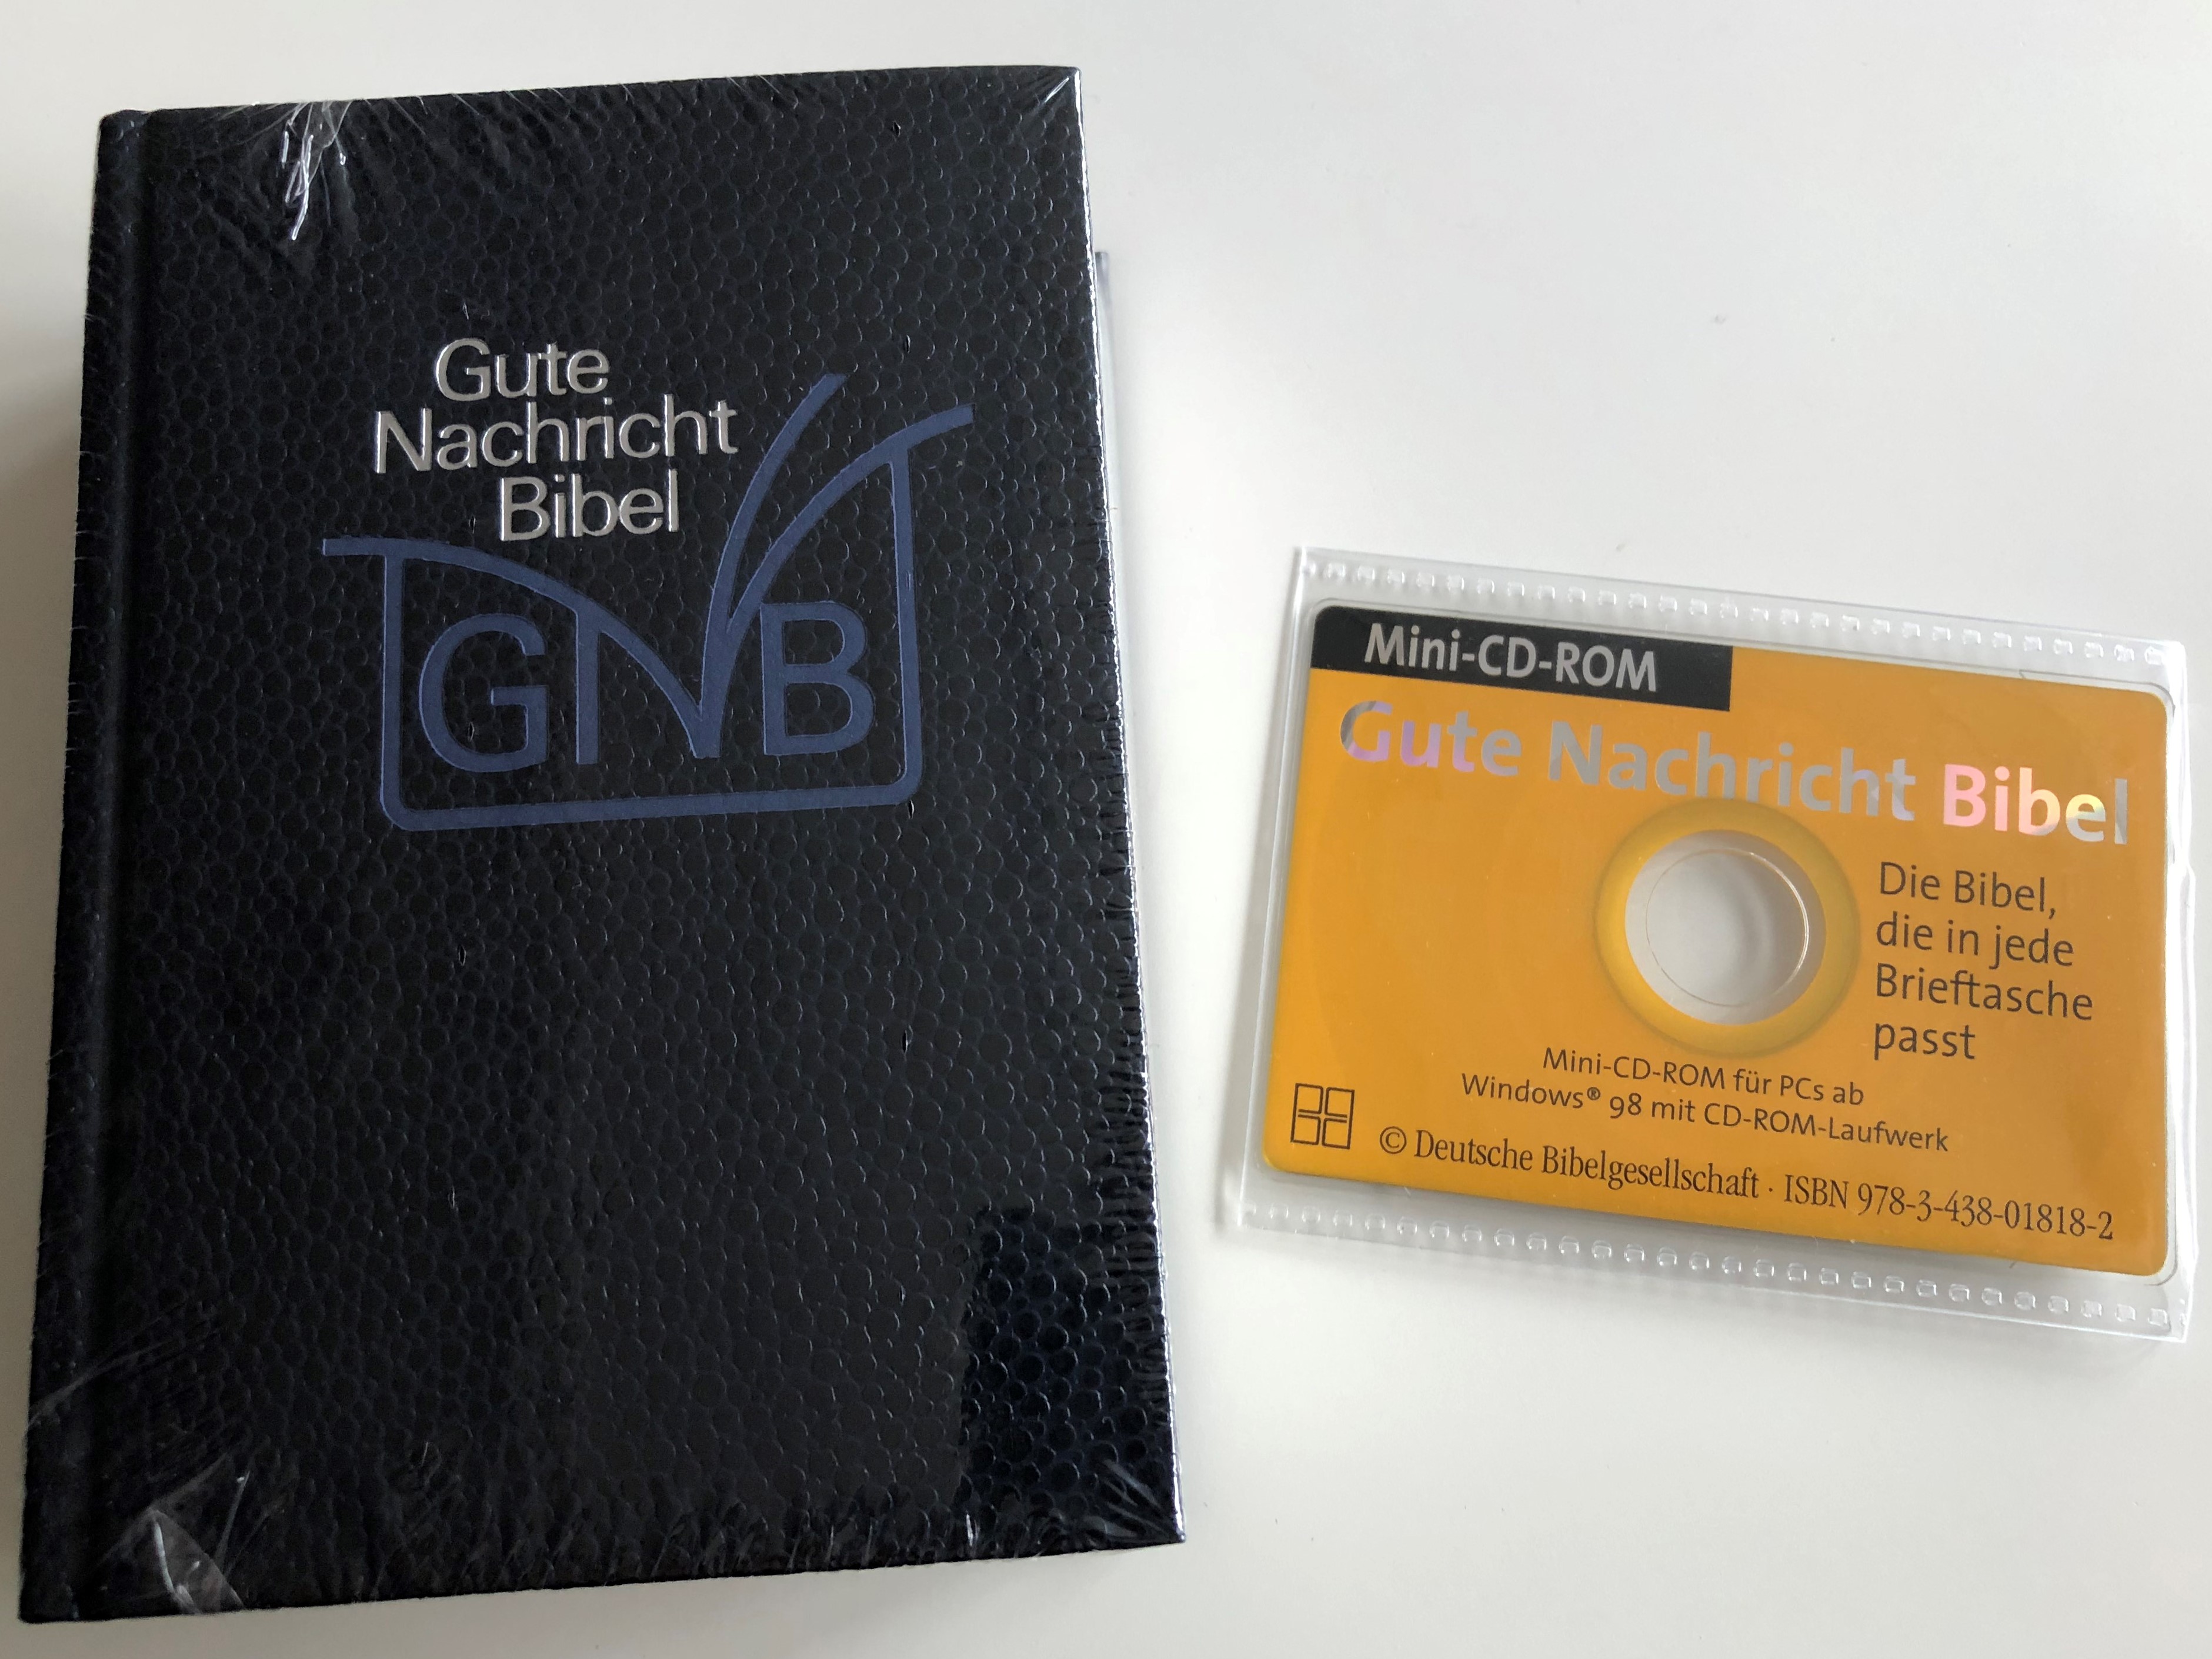 Gute
Nachricht
Bibel
GNB
Mini-CD-ROM
Gute Nachricht Bibel
Die Bibel,
die in jede
Brieftasche
passt
Mini-CD-ROM für PCs ab
Windows® 98 mit CD-ROM-Laufwerk
© Deutsche Bibelgesellschaft · ISBN 978-3-438-01818-2